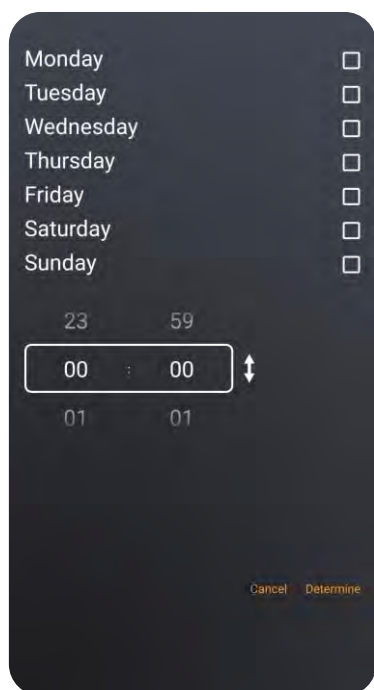 Monday
Tuesday
Wednesday
Thursday
Friday
Saturday
Sunday
23 59
00 : 00
01 01
Cancel Determine